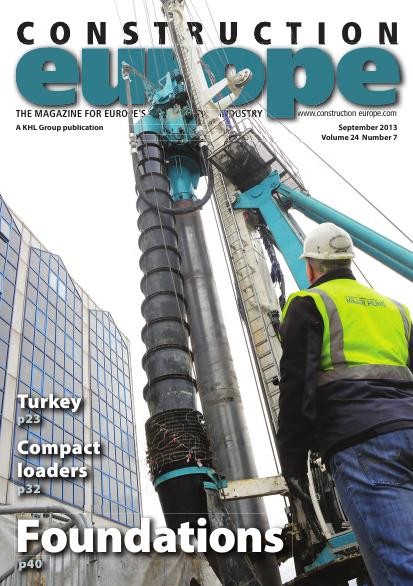 CONSTRUCTION
europe
THE MAGAZINE FOR EUROPE'S INDUSTRY www.construction europe.com
A KHL Group publication
September 2013
Volume 24 Number 7
Turkey
p23
Compact
loaders
p32
Foundations
p40